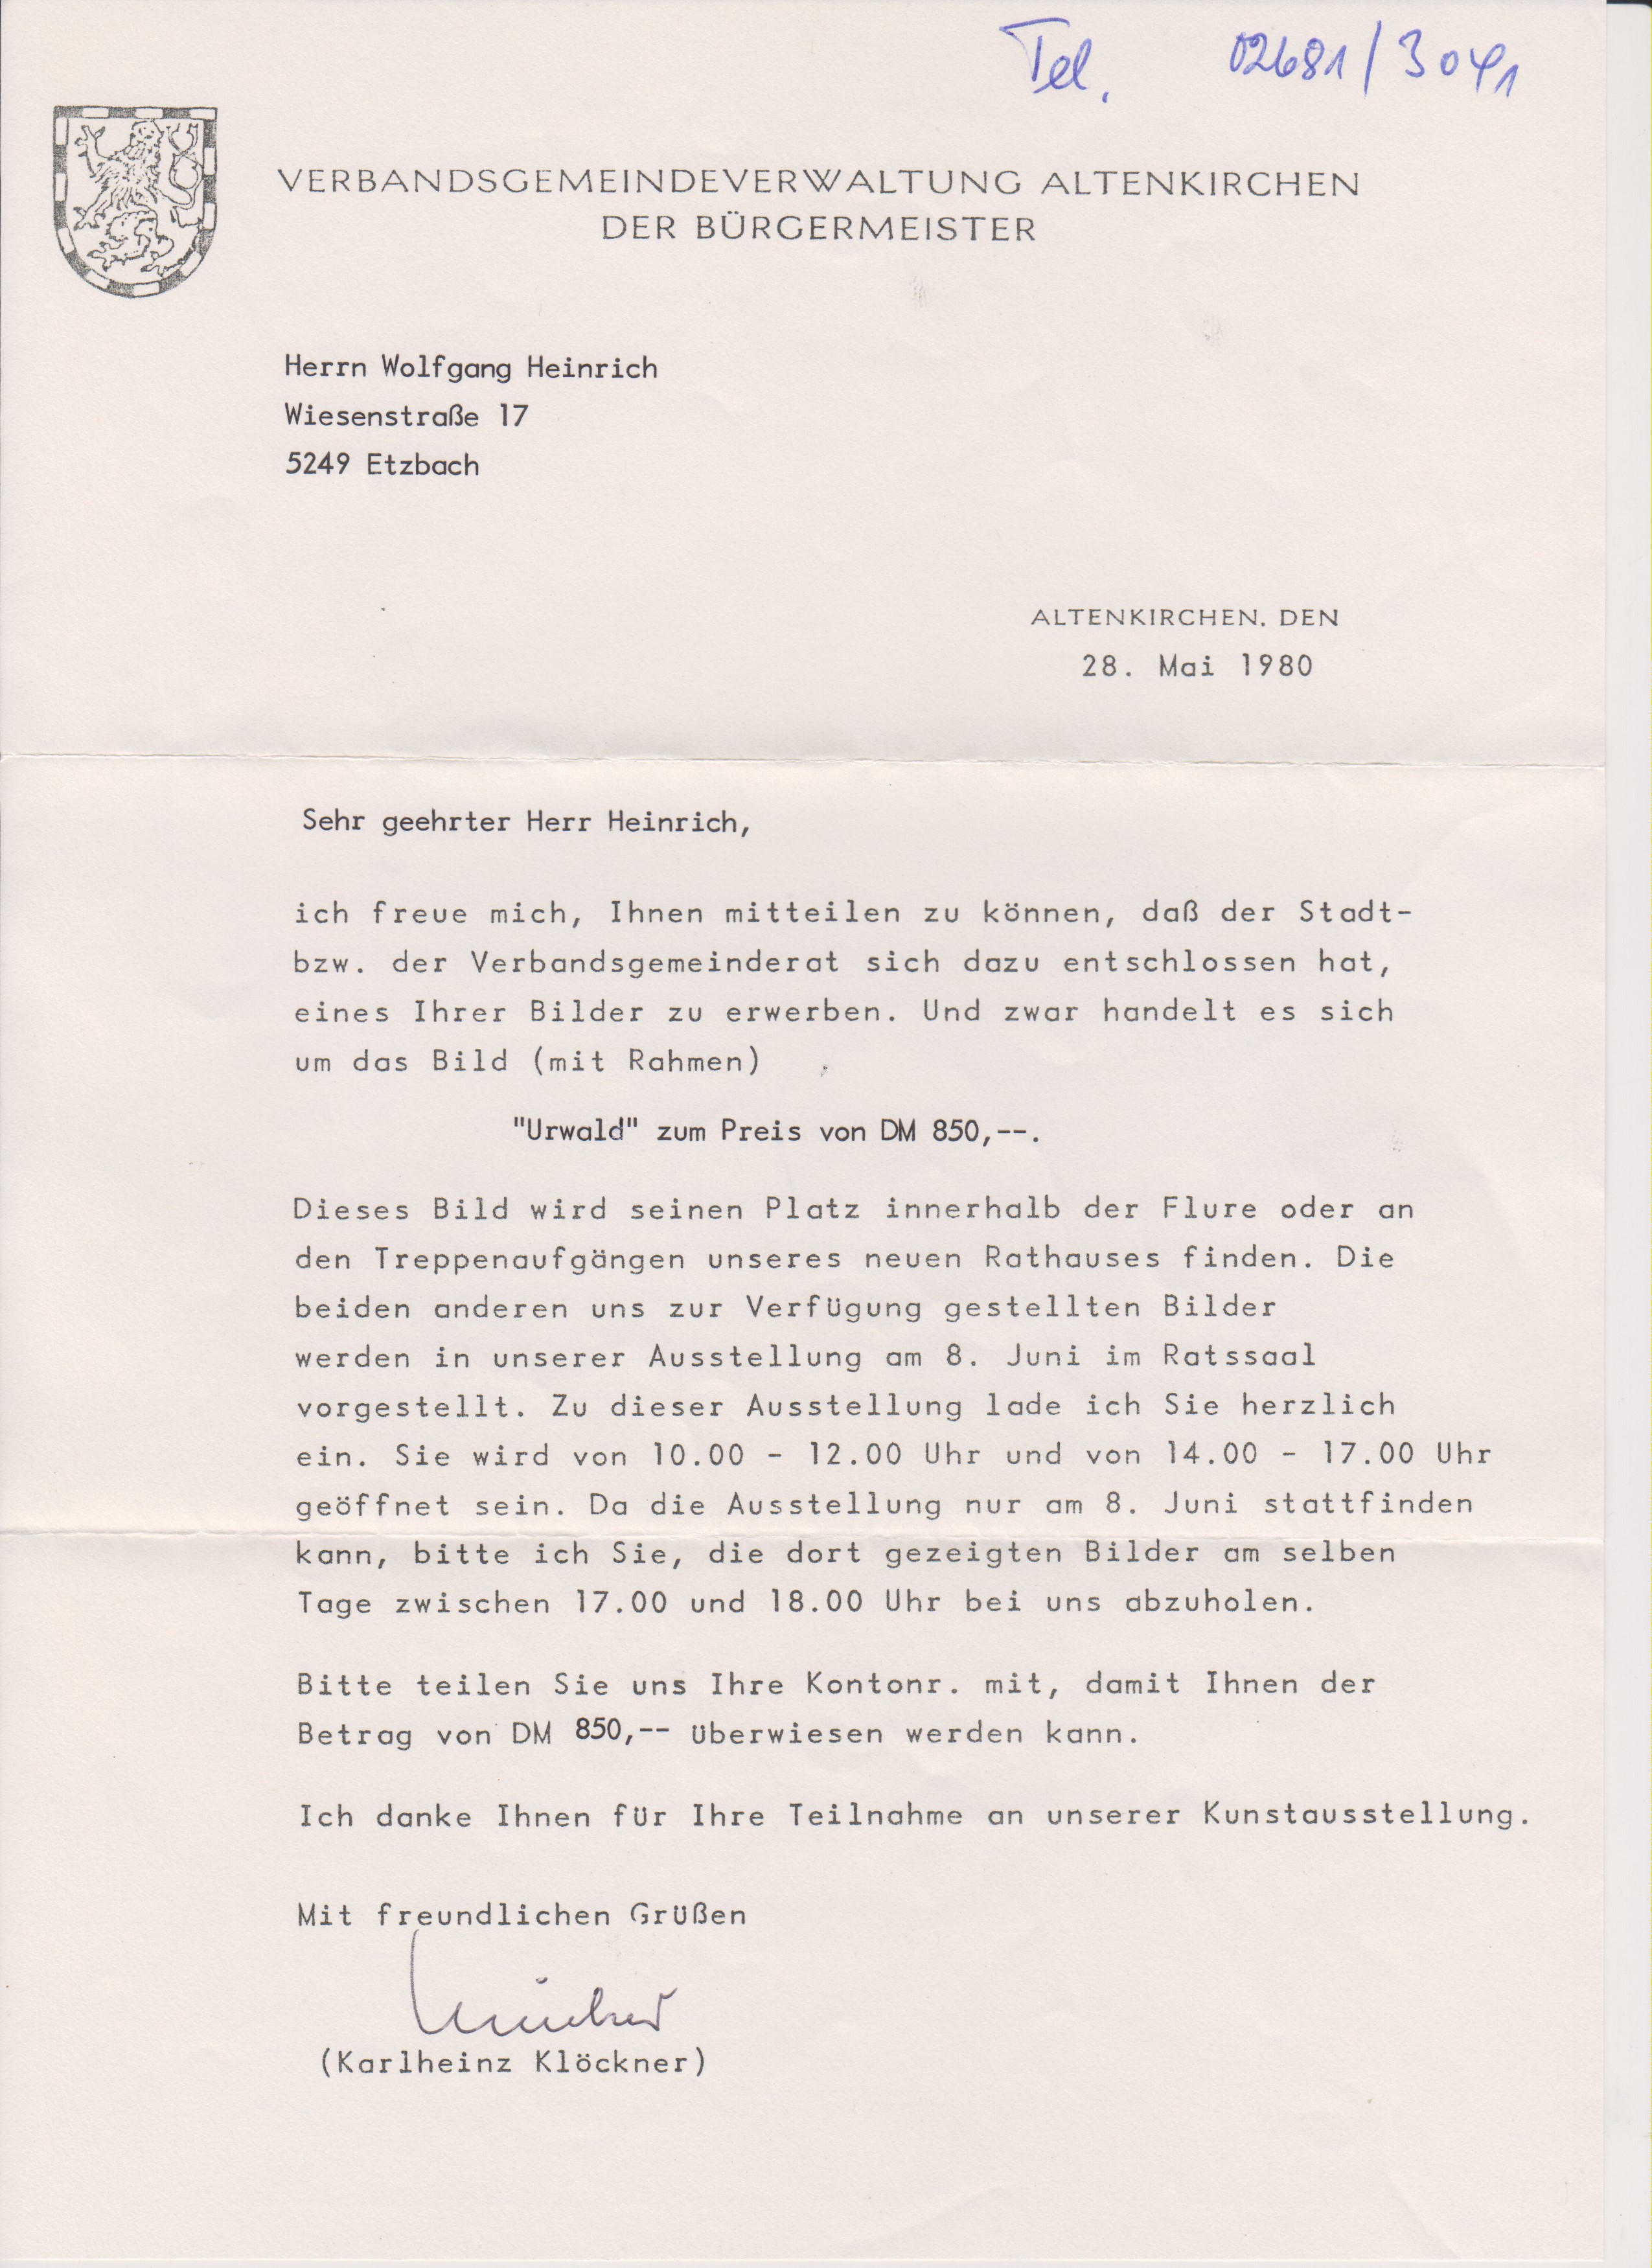 Tel. 02681/3041
VERBANDSGEMEINDEVERWALTUNG ALTENKIRCHEN
DER BÜRGERMEISTER
Herrn Wolfgang Heinrich
Wiesenstraße 17
5249 Etzbach
ALTENKIRCHEN, DEN
28. Mai 1980
Sehr geehrter Herr Heinrich,
ich freue mich, Ihnen mitteilen zu können, daß der Stadt-
bzw. der Verbandsgemeinderat sich dazu entschlossen hat,
eines Ihrer Bilder zu erwerben. Und zwar handelt es sich
um das Bild (mit Rahmen)
"Urwald" zum Preis von DM 850,--.
Dieses Bild wird seinen Platz innerhalb der Flure oder an
den Treppenaufgängen unseres neuen Rathauses finden. Die
beiden anderen uns zur Verfügung gestellten Bilder
werden in unserer Ausstellung am 8. Juni im Ratssaal
vorgestellt. Zu dieser Ausstellung lade ich Sie herzlich
ein. Sie wird von 10.00 - 12.00 Uhr und von 14.00 - 17.00 Uhr
geöffnet sein. Da die Ausstellung nur am 8. Juni stattfinden
kann, bitte ich Sie, die dort gezeigten Bilder am selben
Tage zwischen 17.00 und 18.00 Uhr bei uns abzuholen.
Bitte teilen Sie uns Ihre Kontonr. mit, damit Ihnen der
Betrag von DM 850,-- überwiesen werden kann.
Ich danke Ihnen für Ihre Teilnahme an unserer Kunstausstellung.
Mit freundlichen Grüßen
(Karlheinz Klöckner)